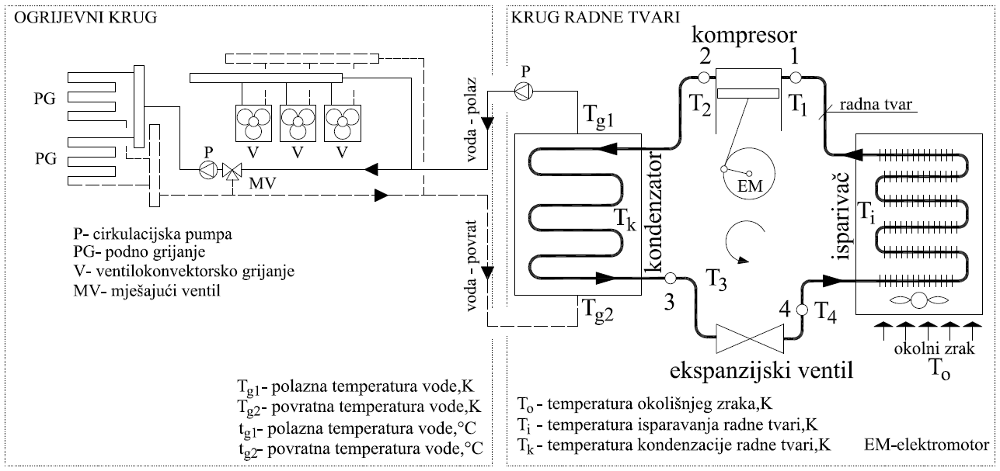 OGRIJEVNI KRUG
PG
PG
V
V
V
P
MV
P
voda - polaz
voda - povrat
P- cirkulacijska pumpa
PG- podno grijanje
V- ventilokonvektorsko grijanje
MV- mješajući ventil
Tg1- polazna temperatura vode,K
Tg2- povratna temperatura vode,K
tg1- polazna temperatura vode,°C
tg2- povratna temperatura vode,°C
KRUG RADNE TVARI
kompresor
2
1
T2
T1
radna tvar
Tg1
EM
kondenzator
Tk
isparivač
Ti
T3
3
Tg2
4
T4
ekspanzijski ventil
okolni zrak
To
To - temperatura okolišnjeg zraka,K
Ti - temperatura isparavanja radne tvari,K
Tk - temperatura kondenzacije radne tvari,K
EM-elektromotor